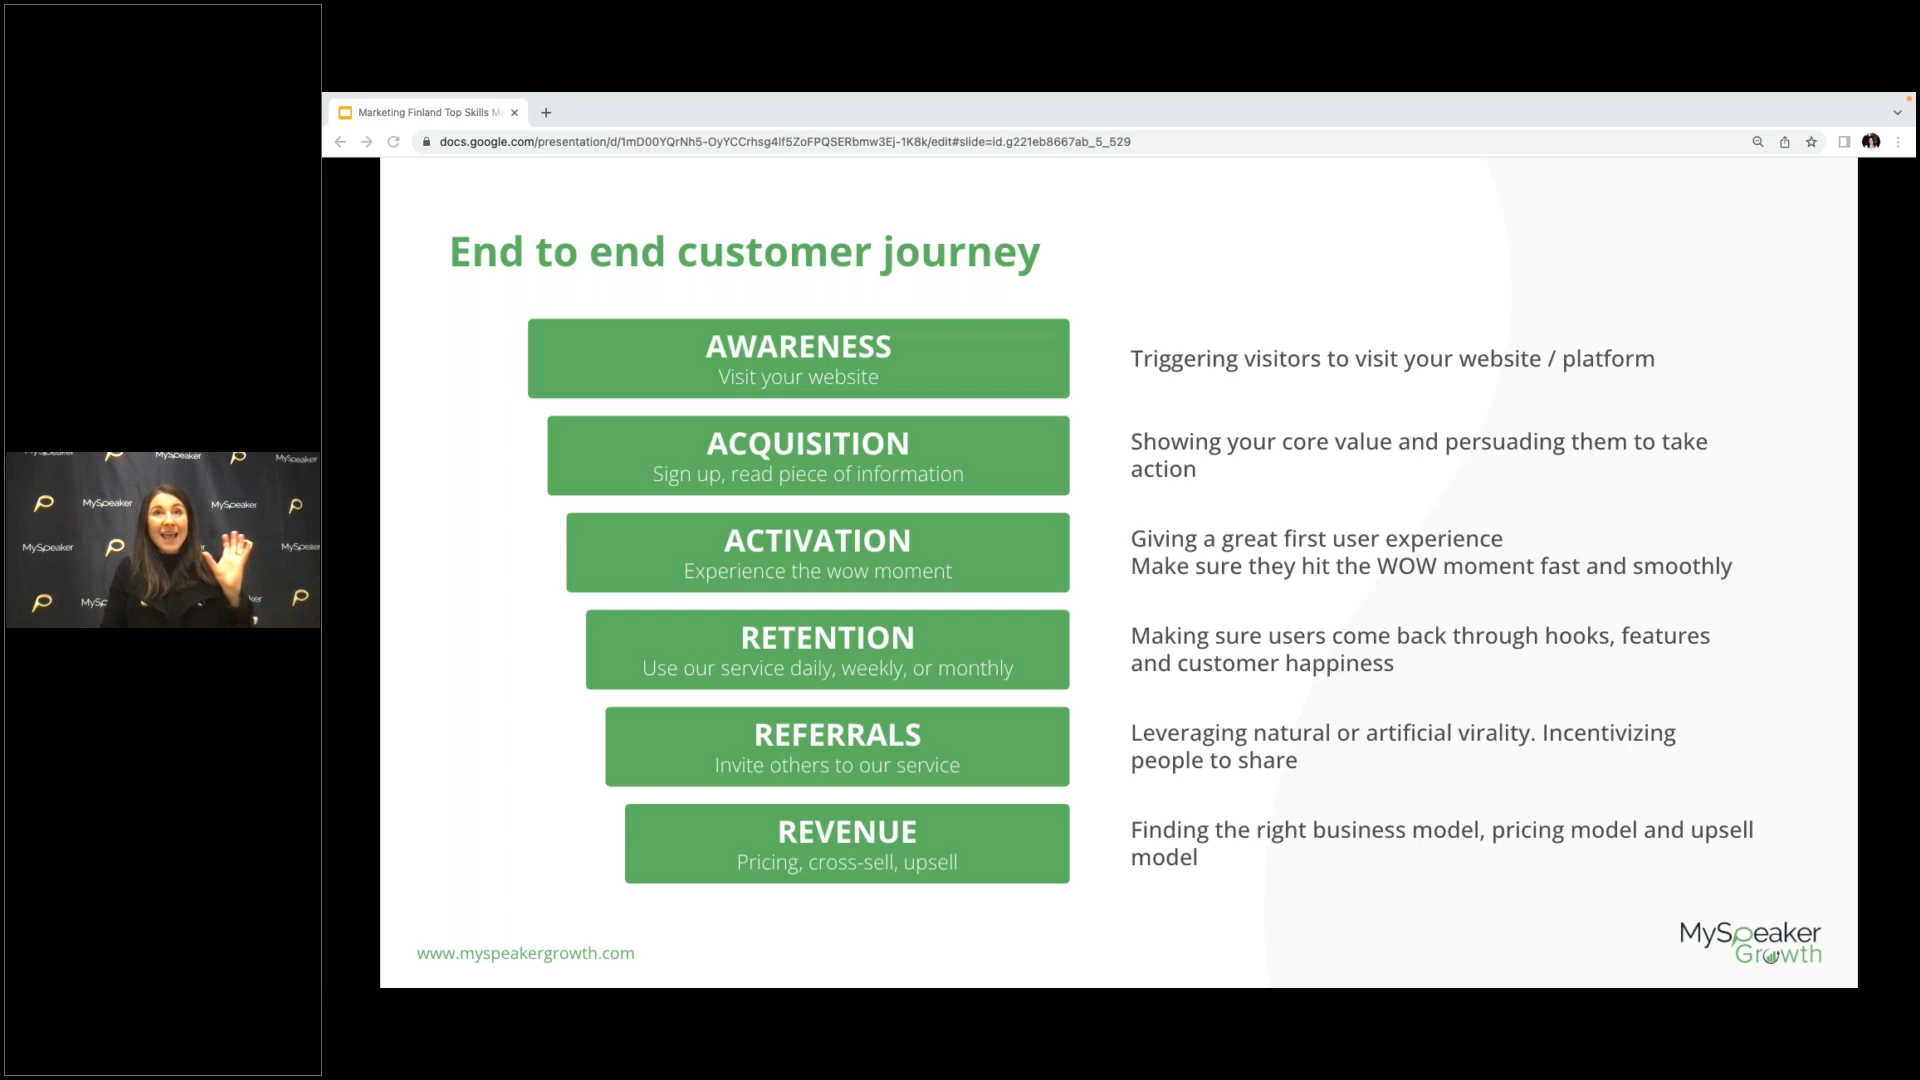 Marketing Finland Top Skills M
docs.google.com/presentation/d/1mD00YQrNh5-OyYCCrhsg4lf5ZoFPQSERbmw3Ej-1K8k/edit#slide=id.g221eb8667ab_5_529
End to end customer journey
AWARENESS
Visit your website
Triggering visitors to visit your website / platform
ACQUISITION
Sign up, read piece of information
Showing your core value and persuading them to take
action
ACTIVATION
Experience the wow moment
Giving a great first user experience
Make sure they hit the WOW moment fast and smoothly
RETENTION
Use our service daily, weekly, or monthly
Making sure users come back through hooks, features
and customer happiness
REFERRALS
Invite others to our service
Leveraging natural or artificial virality. Incentivizing
people to share
REVENUE
Pricing, cross-sell, upsell
Finding the right business model, pricing model and upsell
model
www.myspeakergrowth.com
MySpeaker
Growth
MySpeaker
MySpeaker
MySpeaker
MySpeaker
MySpeaker
MySpeaker
MySpeaker